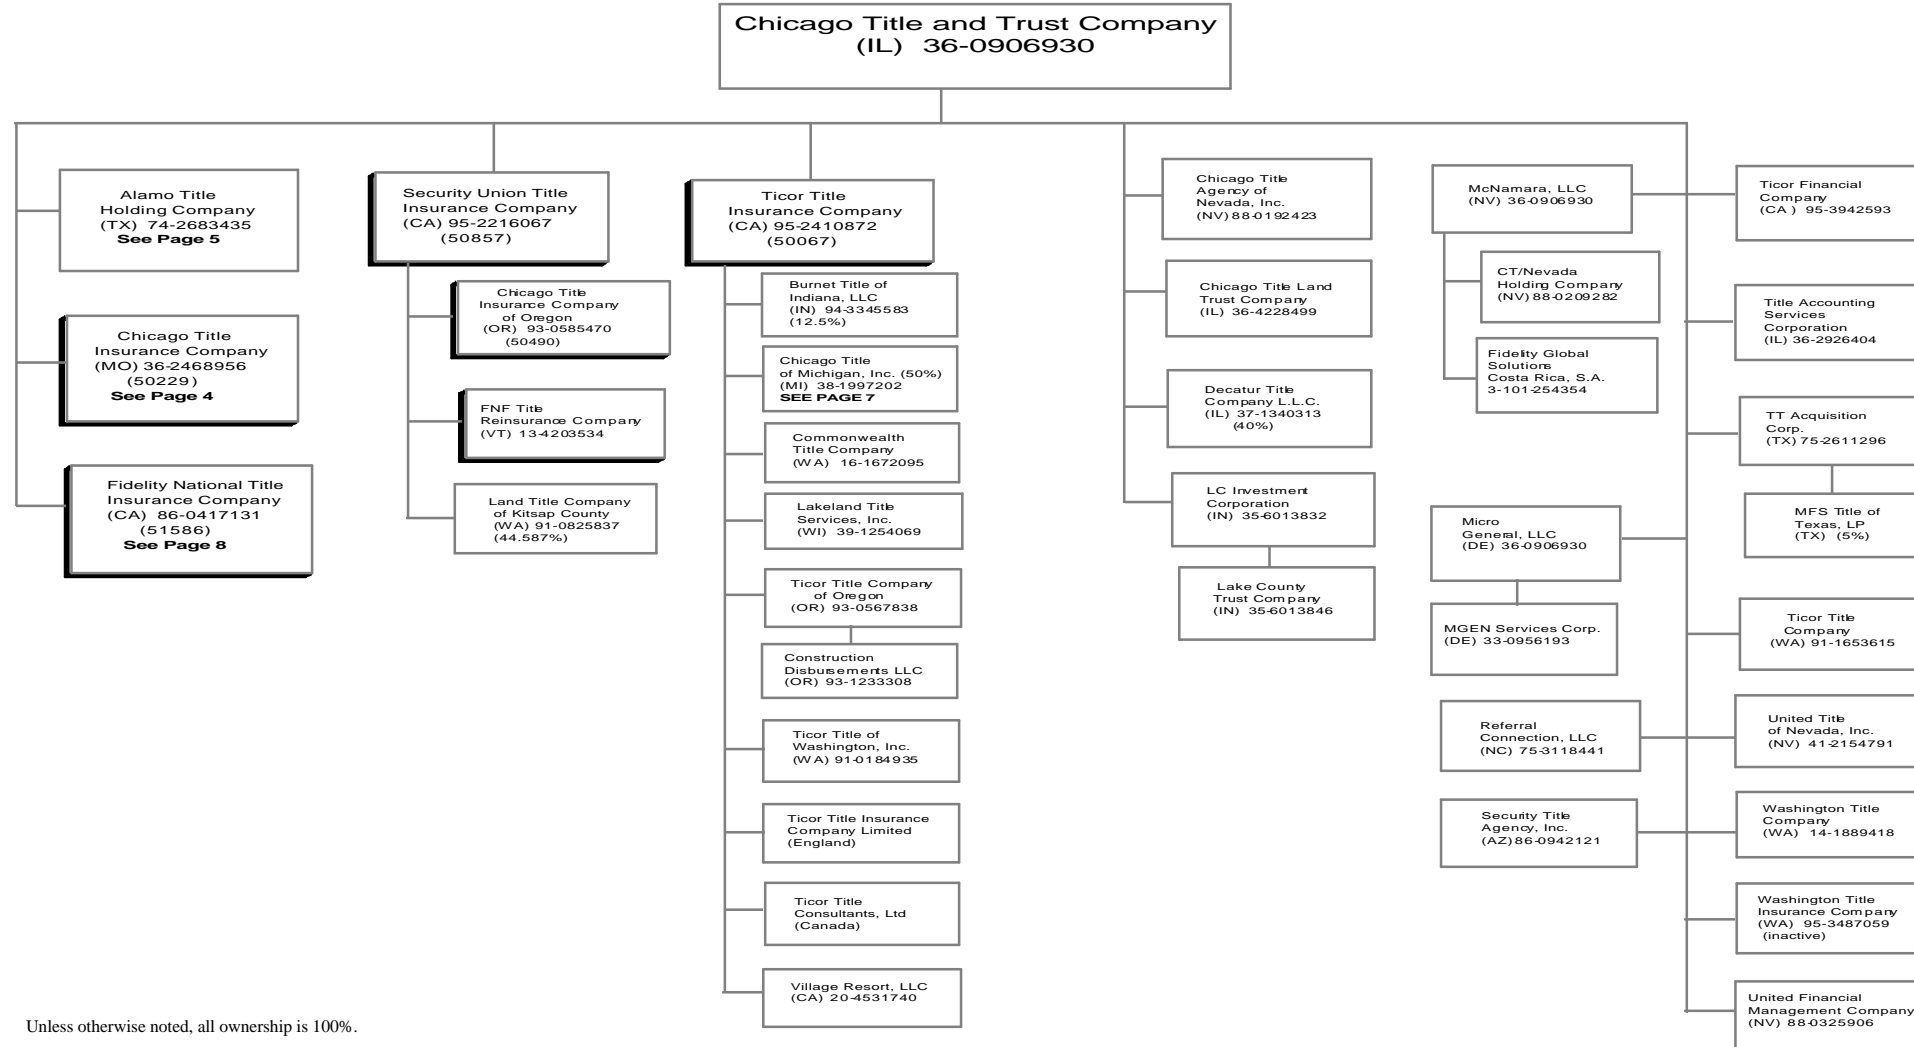 Chicago Title and Trust Company
(IL) 36-0906930
Alamo Title
Holding Company
(TX) 74-2683435
See Page 5
Chicago Title
Insurance Company
(MO) 36-2468956
(50229)
See Page 4
Fidelity National Title
Insurance Company
(CA) 86-0417131
(51586)
See Page 8
Security Union Title
Insurance Company
(CA) 95-2216067
(50857)
Chicago Title
Insurance Company
of Oregon
(OR) 93-0585470
(50490)
FNF Title
Reinsurance Company
(VT) 13-4203534
Land Title Company
of Kitsap County
(WA) 91-0825837
(44.587%)
Ticor Title
Insurance Company
(CA) 95-2410872
(50067)
Burnet Title of
Indiana, LLC
(IN) 94-3345583
(12.5%)
Chicago Title
of Michigan, Inc. (50%)
(MI) 38-1997202
SEE PAGE 7
Commonwealth
Title Company
(WA) 16-1672095
Lakeland Title
Services, Inc.
(WI) 39-1254069
Ticor Title Company
of Oregon
(OR) 93-0567838
Construction
Disbursements LLC
(OR) 93-1233308
Ticor Title of
Washington, Inc.
(WA) 91-0184935
Ticor Title Insurance
Company Limited
(England)
Ticor Title
Consultants, Ltd
(Canada)
Village Resort, LLC
(CA) 20-4531740
Chicago Title
Agency of
Nevada, Inc.
(NV) 88-0192423
Chicago Title Land
Trust Company
(IL) 36-4228499
Decatur Title
Company L.L.C.
(IL) 37-1340313
(40%)
LC Investment
Corporation
(IN) 35-6013832
Lake County
Trust Company
(IN) 35-6013846
McNamara, LLC
(NV) 36-0906930
CT/Nevada
Holding Company
(NV) 88-0209282
Fidelity Global
Solutions
Costa Rica, S.A.
3-101-254354
Micro
General, LLC
(DE) 36-0906930
MGEN Services Corp.
(DE) 33-0956193
Referral
Connection, LLC
(NC) 75-3118441
Security Title
Agency, Inc.
(AZ) 86-0942121
Ticor Financial
Company
(CA ) 95-3942593
Title Accounting
Services
Corporation
(IL) 36-2926404
TT Acquisition
Corp.
(TX) 75-2611296
MFS Title of
Texas, LP
(TX) (5%)
Ticor Title
Company
(WA) 91-1653615
United Title
of Nevada, Inc.
(NV) 41-2154791
Washington Title
Company
(WA) 14-1889418
Washington Title
Insurance Company
(WA) 95-3487059
(inactive)
United Financial
Management Company
(NV) 88-0325906
Unless otherwise noted, all ownership is 100%.